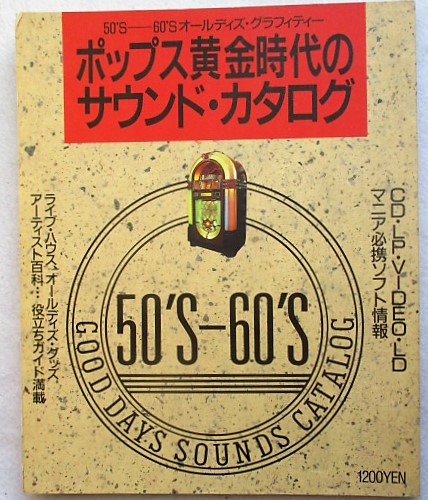 50'S──60'Sオールディズ・グラフィティー
ポップス黄金時代の
サウンド・カタログ
CD・LP・VIDEO・LD
マニア必携ソフト情報
ライブ・ハウス、オールディズ・グッズ、
アーティスト百科…役立ちガイド満載
50'S–60'S
GOOD DAYS SOUNDS CATALOG
1200YEN